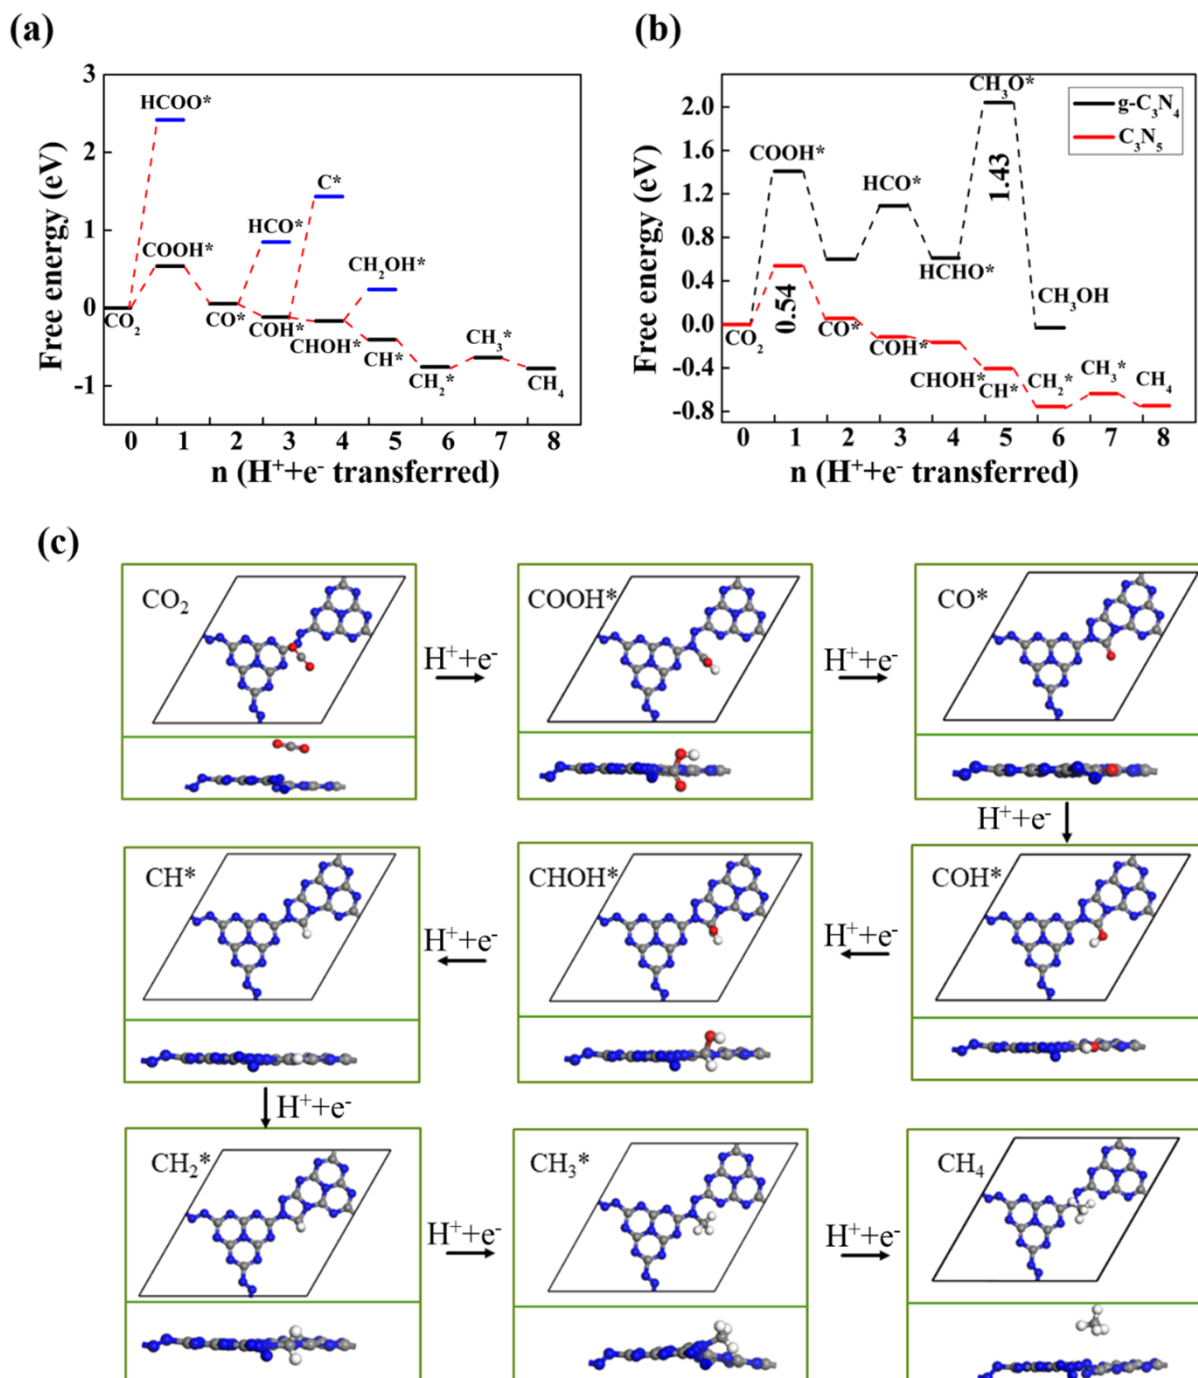 (a)
3
2
1
0
-1
Free energy (eV)
HCOO*
COOH*
CO₂
CO*
HCO*
COH*
C*
CHOH*
CH₂OH*
CH*
CH₂*
CH₃*
CH₄
0 1 2 3 4 5 6 7 8
n (H⁺+e⁻ transferred)
(b)
2.0
1.6
1.2
0.8
0.4
0.0
-0.4
-0.8
Free energy (eV)
g-C₃N₄
C₃N₅
COOH*
HCO*
HCHO*
CH₃O*
1.43
CH₃OH
CO₂
0.54
CO*
COH*
CHOH*
CH*
CH₂*
CH₃*
CH₄
0 1 2 3 4 5 6 7 8
n (H⁺+e⁻ transferred)
(c)
CO₂
H⁺+e⁻
COOH*
H⁺+e⁻
CO*
H⁺+e⁻
CH*
H⁺+e⁻
CHOH*
H⁺+e⁻
COH*
H⁺+e⁻
CH₂*
H⁺+e⁻
CH₃*
H⁺+e⁻
CH₄